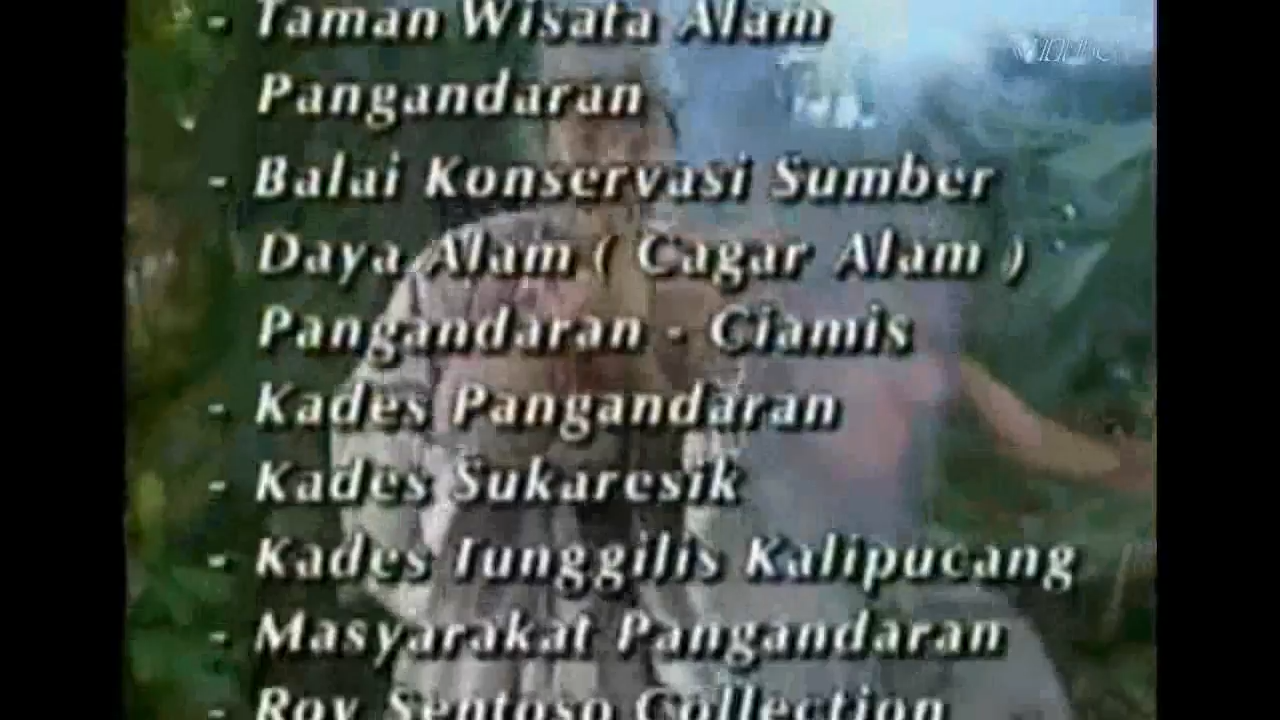 - Taman Wisata Alam
Pangandaran
- Balai Konservasi Sumber
Daya Alam ( Cagar Alam )
Pangandaran - Ciamis
- Kades Pangandaran
- Kades Sukaresik
- Kades Tunggilis Kalipucang
- Masyarakat Pangandaran
- Roy Sentoso Collection